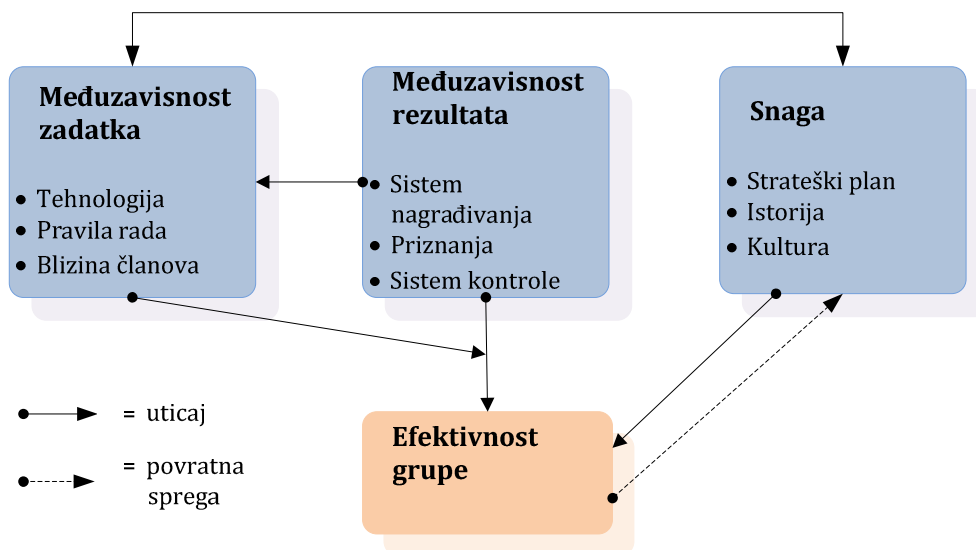 Međuzavisnost
zadatka
• Tehnologija
• Pravila rada
• Blizina članova
Međuzavisnost
rezultata
• Sistem
nagrađivanja
• Priznanja
• Sistem kontrole
Snaga
• Strateški plan
• Istorija
• Kultura
Efektivnost
grupe
= uticaj
= povratna
sprega